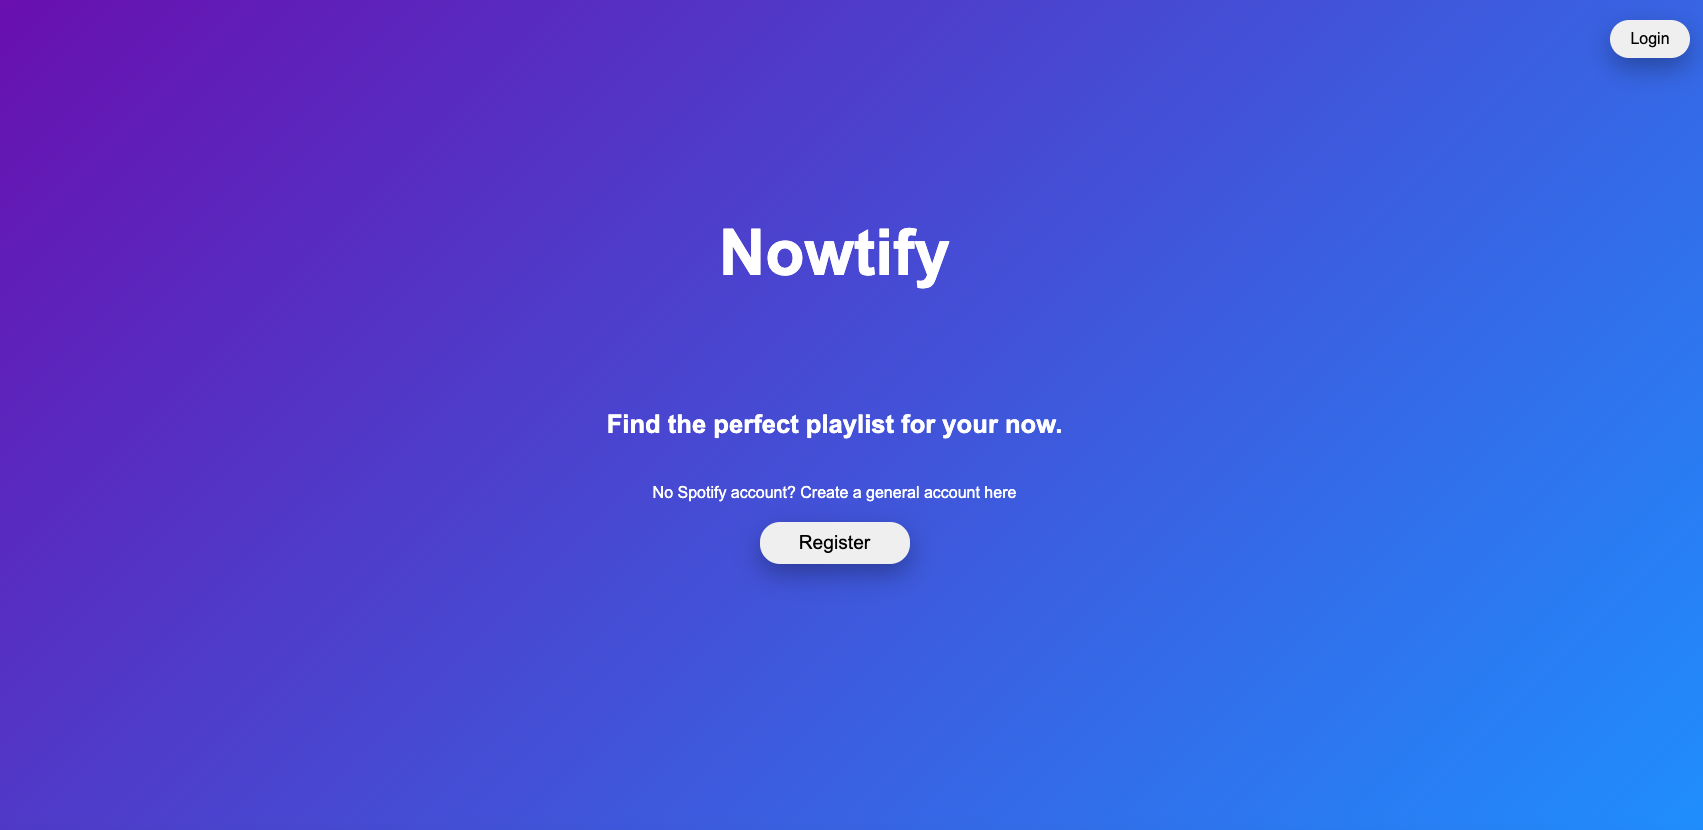 Login
Nowtify
Find the perfect playlist for your now.
No Spotify account? Create a general account here
Register